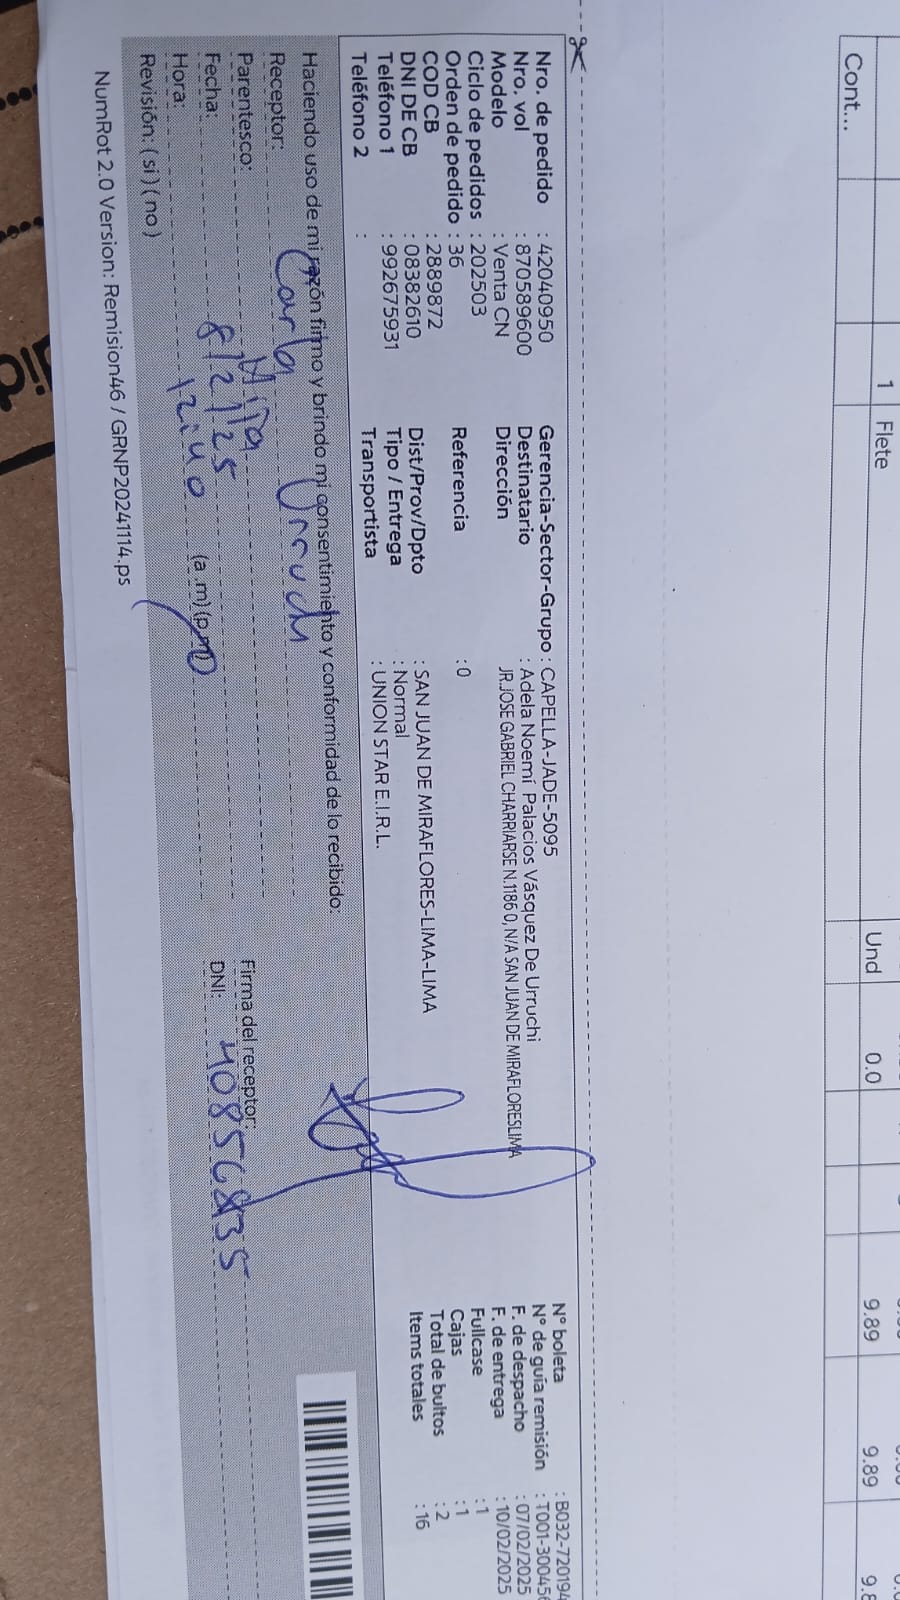 1 Flete Und 0.0 9.89 9.89
Cont...
Nro. de pedido : 42040950
Nro. vol : 870589600
Modelo : Venta CN
Ciclo de pedidos : 202503
Orden de pedido : 36
COD CB : 2889872
DNI DE CB : 08382610
Teléfono 1 : 992675931
Teléfono 2 :
Gerencia-Sector-Grupo : CAPELLA-JADE-5095
Destinatario : Adela Noemí Palacios Vásquez De Urruchi
Dirección JR.JOSE GABRIEL CHARRIARSE N.1186 0, N/A SAN JUAN DE MIRAFLORESLIMA
Referencia : 0
Dist/Prov/Dpto : SAN JUAN DE MIRAFLORES-LIMA-LIMA
Tipo / Entrega : Normal
Transportista : UNION STAR E.I.R.L.
N° boleta : B032-720194
N° de guía remisión : T001-300456
F. de despacho : 07/02/2025
F. de entrega : 10/02/2025
Fullcase : 1
Cajas : 1
Total de bultos : 2
Items totales : 16
Haciendo uso de mi razón firmo y brindo mi consentimiento y conformidad de lo recibido:
Receptor: Carla Urruchi
Parentesco: Hija
Fecha: 8/2/25
Hora: 12:40 (a.m) (p.m)
Revisión: ( si ) ( no )
Firma del receptor:
DNI: 40856835
NumRot 2.0 Version: Remision46 / GRNP20241114.ps